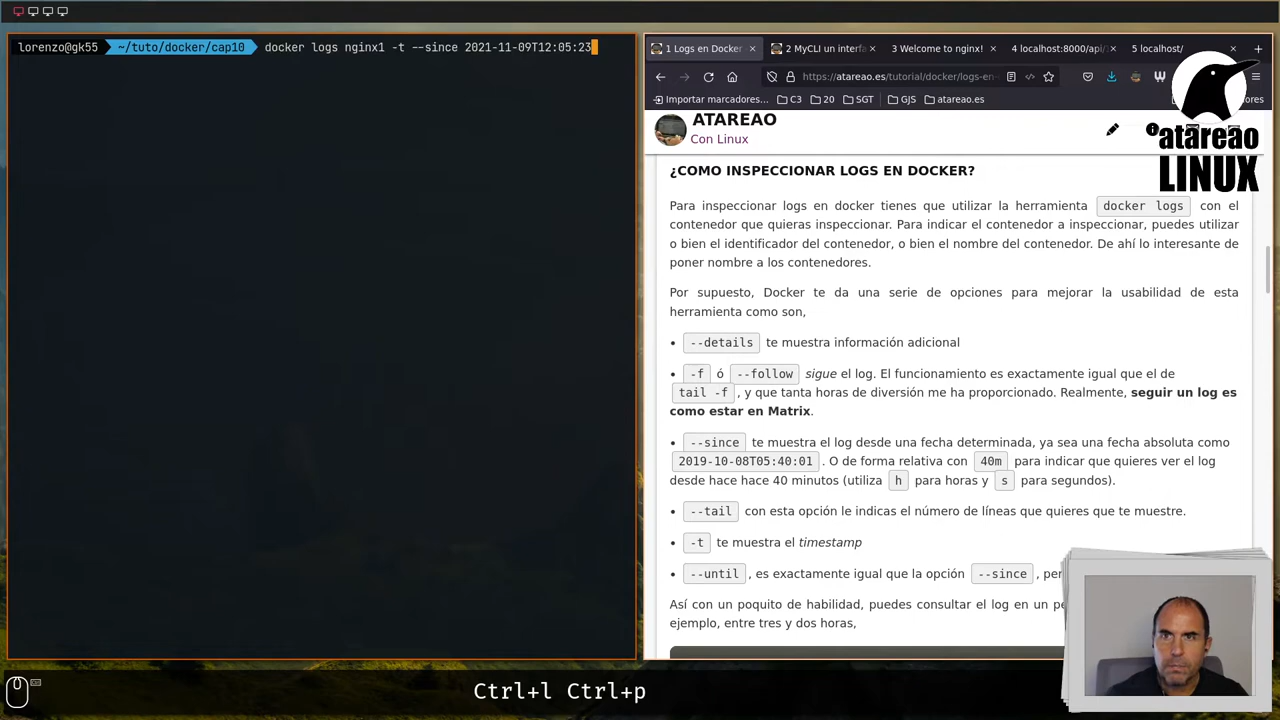 lorenzo@gk55 ~/tuto/docker/cap10 docker logs nginx1 -t --since 2021-11-09T12:05:23
1 Logs en Docker
2 MyCLI un interfa
3 Welcome to nginx!
4 localhost:8000/api/
5 localhost/
https://atareao.es/tutorial/docker/logs-en-
Importar marcadores... C3 20 SGT GJS atareao.es
ATAREAO
Con Linux
atareao
LINUX
¿COMO INSPECCIONAR LOGS EN DOCKER?
Para inspeccionar logs en docker tienes que utilizar la herramienta docker logs con el
contenedor que quieras inspeccionar. Para indicar el contenedor a inspeccionar, puedes utilizar
o bien el identificador del contenedor, o bien el nombre del contenedor. De ahí lo interesante de
poner nombre a los contenedores.
Por supuesto, Docker te da una serie de opciones para mejorar la usabilidad de esta
herramienta como son,
• --details te muestra información adicional
• -f ó --follow sigue el log. El funcionamiento es exactamente igual que el de
tail -f , y que tanta horas de diversión me ha proporcionado. Realmente, seguir un log es
como estar en Matrix.
• --since te muestra el log desde una fecha determinada, ya sea una fecha absoluta como
2019-10-08T05:40:01 . O de forma relativa con 40m para indicar que quieres ver el log
desde hace hace 40 minutos (utiliza h para horas y s para segundos).
• --tail con esta opción le indicas el número de líneas que quieres que te muestre.
• -t te muestra el timestamp
• --until , es exactamente igual que la opción --since , per
Así con un poquito de habilidad, puedes consultar el log en un pe
ejemplo, entre tres y dos horas,
Ctrl+l Ctrl+p